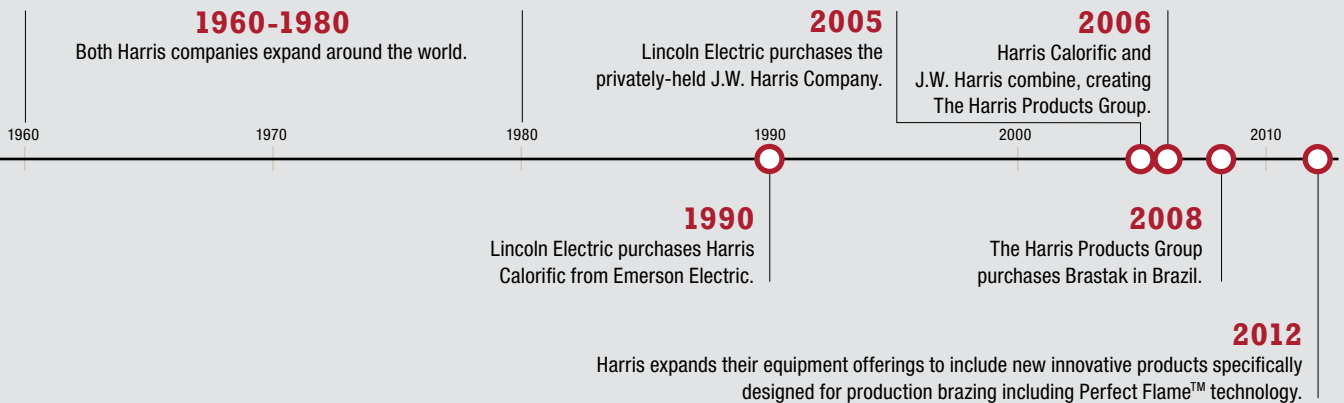 1960-1980
Both Harris companies expand around the world.
2005
Lincoln Electric purchases the
privately-held J.W. Harris Company.
2006
Harris Calorific and
J.W. Harris combine, creating
The Harris Products Group.
1960
1970
1980
1990
2000
2010
1990
Lincoln Electric purchases Harris
Calorific from Emerson Electric.
2008
The Harris Products Group
purchases Brastak in Brazil.
2012
Harris expands their equipment offerings to include new innovative products specifically
designed for production brazing including Perfect Flame™ technology.